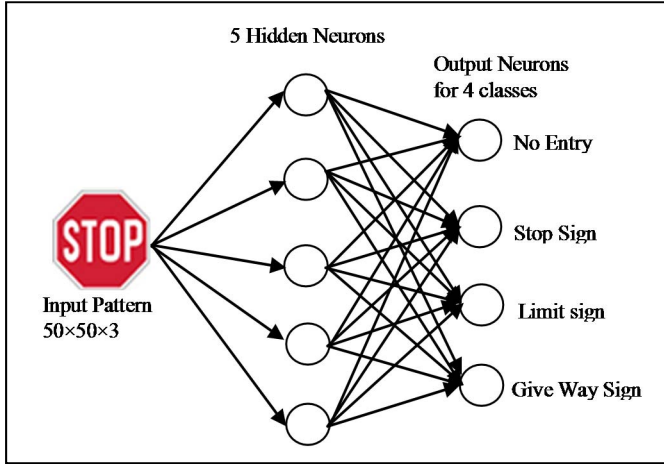 5 Hidden Neurons
Output Neurons
for 4 classes
No Entry
STOP
Stop Sign
Input Pattern
50×50×3
Limit sign
Give Way Sign